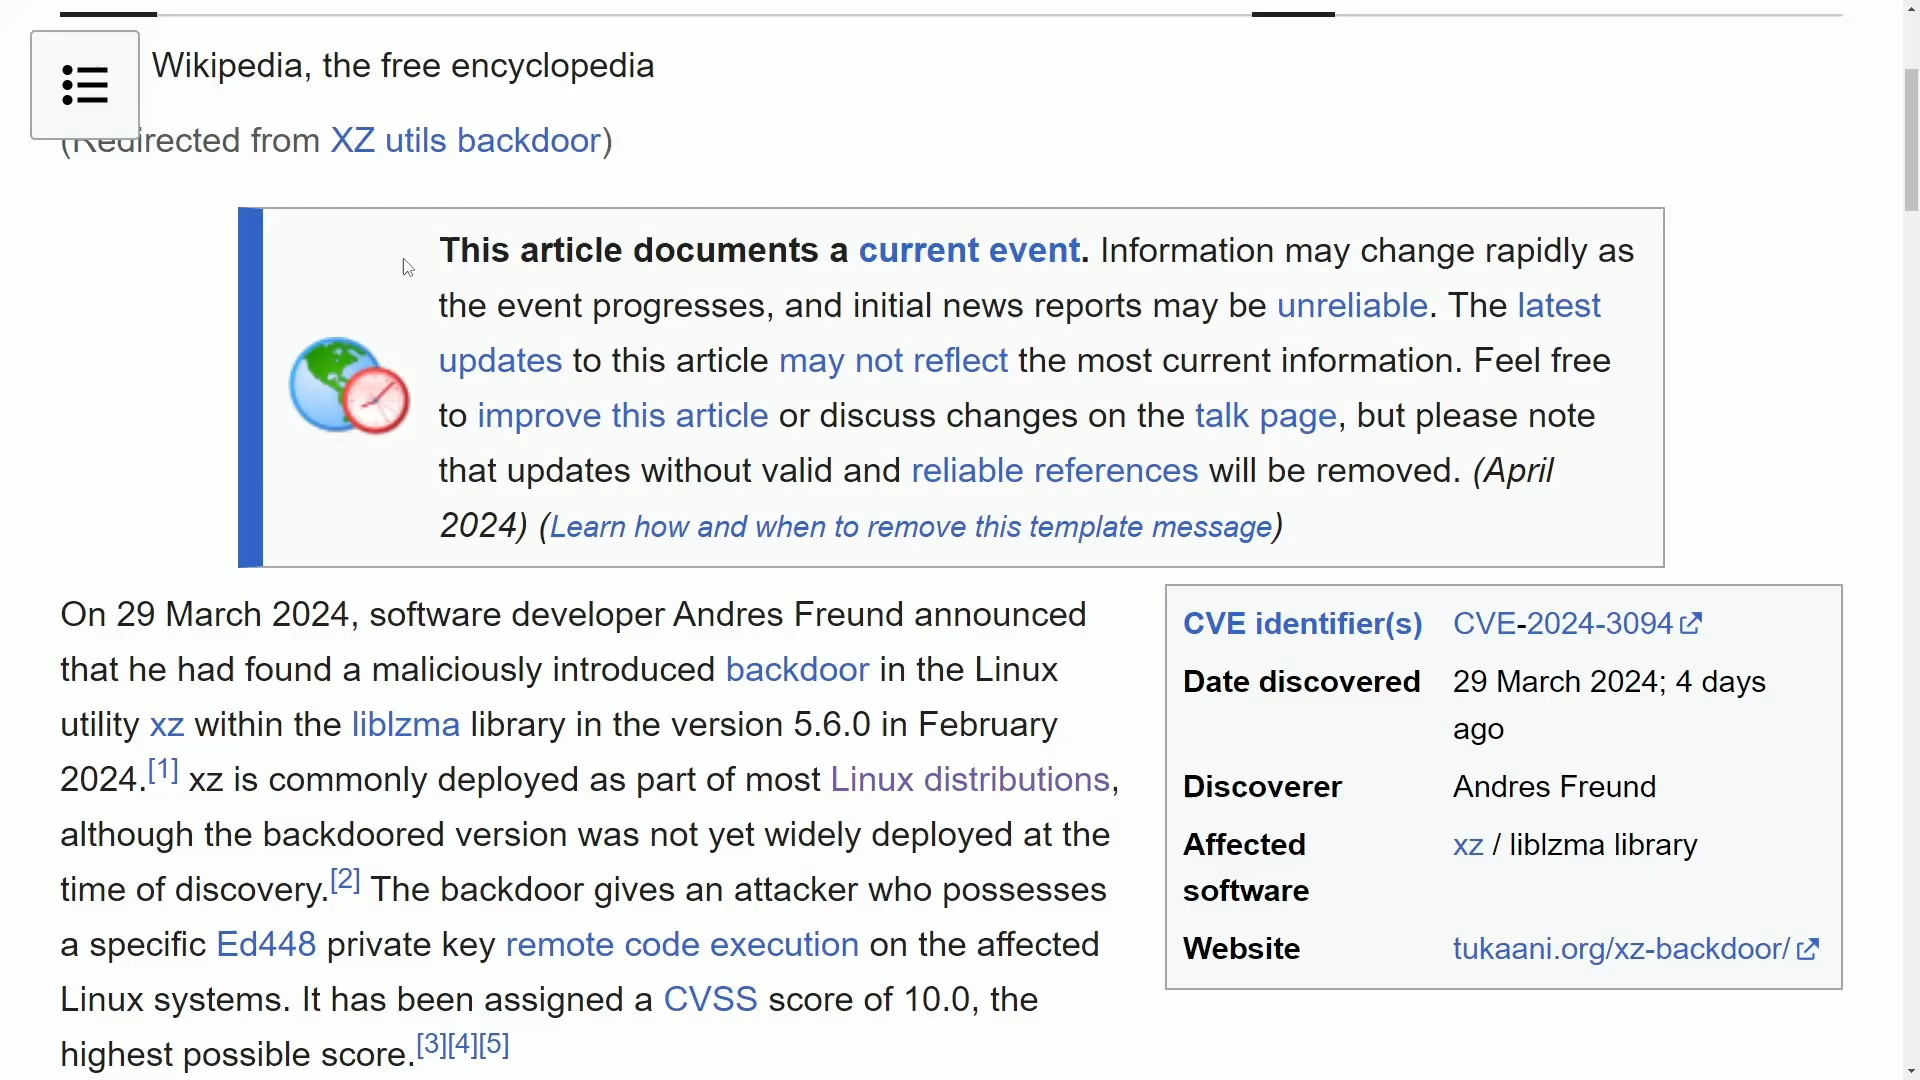 Wikipedia, the free encyclopedia
(Redirected from XZ utils backdoor)
This article documents a current event. Information may change rapidly as
the event progresses, and initial news reports may be unreliable. The latest
updates to this article may not reflect the most current information. Feel free
to improve this article or discuss changes on the talk page, but please note
that updates without valid and reliable references will be removed. (April
2024) (Learn how and when to remove this template message)
On 29 March 2024, software developer Andres Freund announced
that he had found a maliciously introduced backdoor in the Linux
utility xz within the liblzma library in the version 5.6.0 in February
2024.[1] xz is commonly deployed as part of most Linux distributions,
although the backdoored version was not yet widely deployed at the
time of discovery.[2] The backdoor gives an attacker who possesses
a specific Ed448 private key remote code execution on the affected
Linux systems. It has been assigned a CVSS score of 10.0, the
highest possible score.[3][4][5]
CVE identifier(s) CVE-2024-3094
Date discovered 29 March 2024; 4 days
ago
Discoverer Andres Freund
Affected xz / liblzma library
software
Website tukaani.org/xz-backdoor/